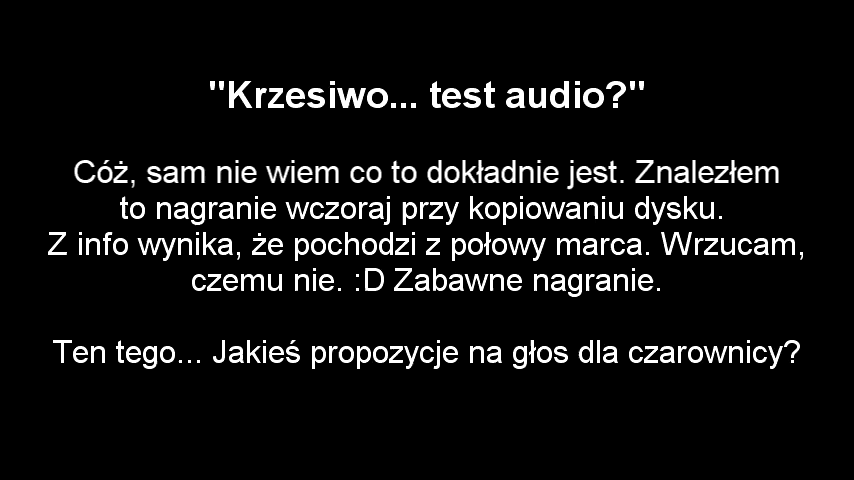 "Krzesiwo... test audio?"
Cóż, sam nie wiem co to dokładnie jest. Znalezłem
to nagranie wczoraj przy kopiowaniu dysku.
Z info wynika, że pochodzi z połowy marca. Wrzucam,
czemu nie. :D Zabawne nagranie.
Ten tego... Jakieś propozycje na głos dla czarownicy?